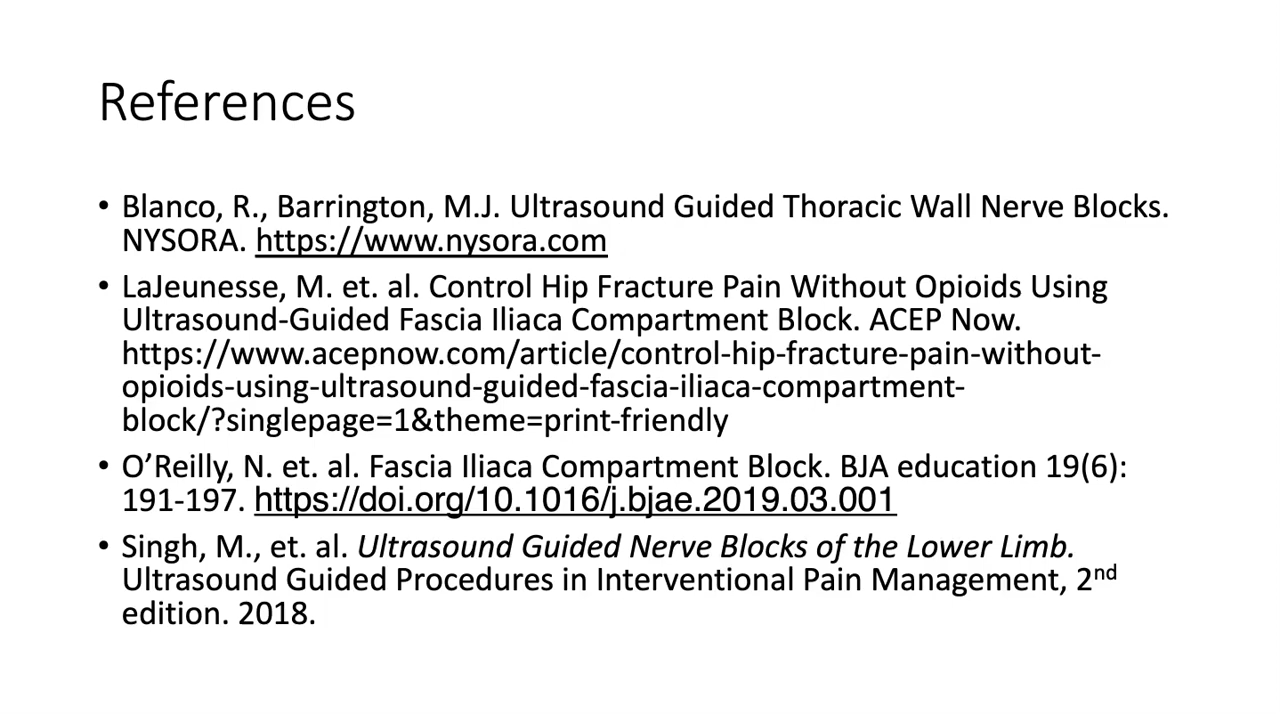 References
• Blanco, R., Barrington, M.J. Ultrasound Guided Thoracic Wall Nerve Blocks.
NYSORA. https://www.nysora.com
• LaJeunesse, M. et. al. Control Hip Fracture Pain Without Opioids Using
Ultrasound-Guided Fascia Iliaca Compartment Block. ACEP Now.
https://www.acepnow.com/article/control-hip-fracture-pain-without-
opioids-using-ultrasound-guided-fascia-iliaca-compartment-
block/?singlepage=1&theme=print-friendly
• O’Reilly, N. et. al. Fascia Iliaca Compartment Block. BJA education 19(6):
191-197. https://doi.org/10.1016/j.bjae.2019.03.001
• Singh, M., et. al. Ultrasound Guided Nerve Blocks of the Lower Limb.
Ultrasound Guided Procedures in Interventional Pain Management, 2nd
edition. 2018.